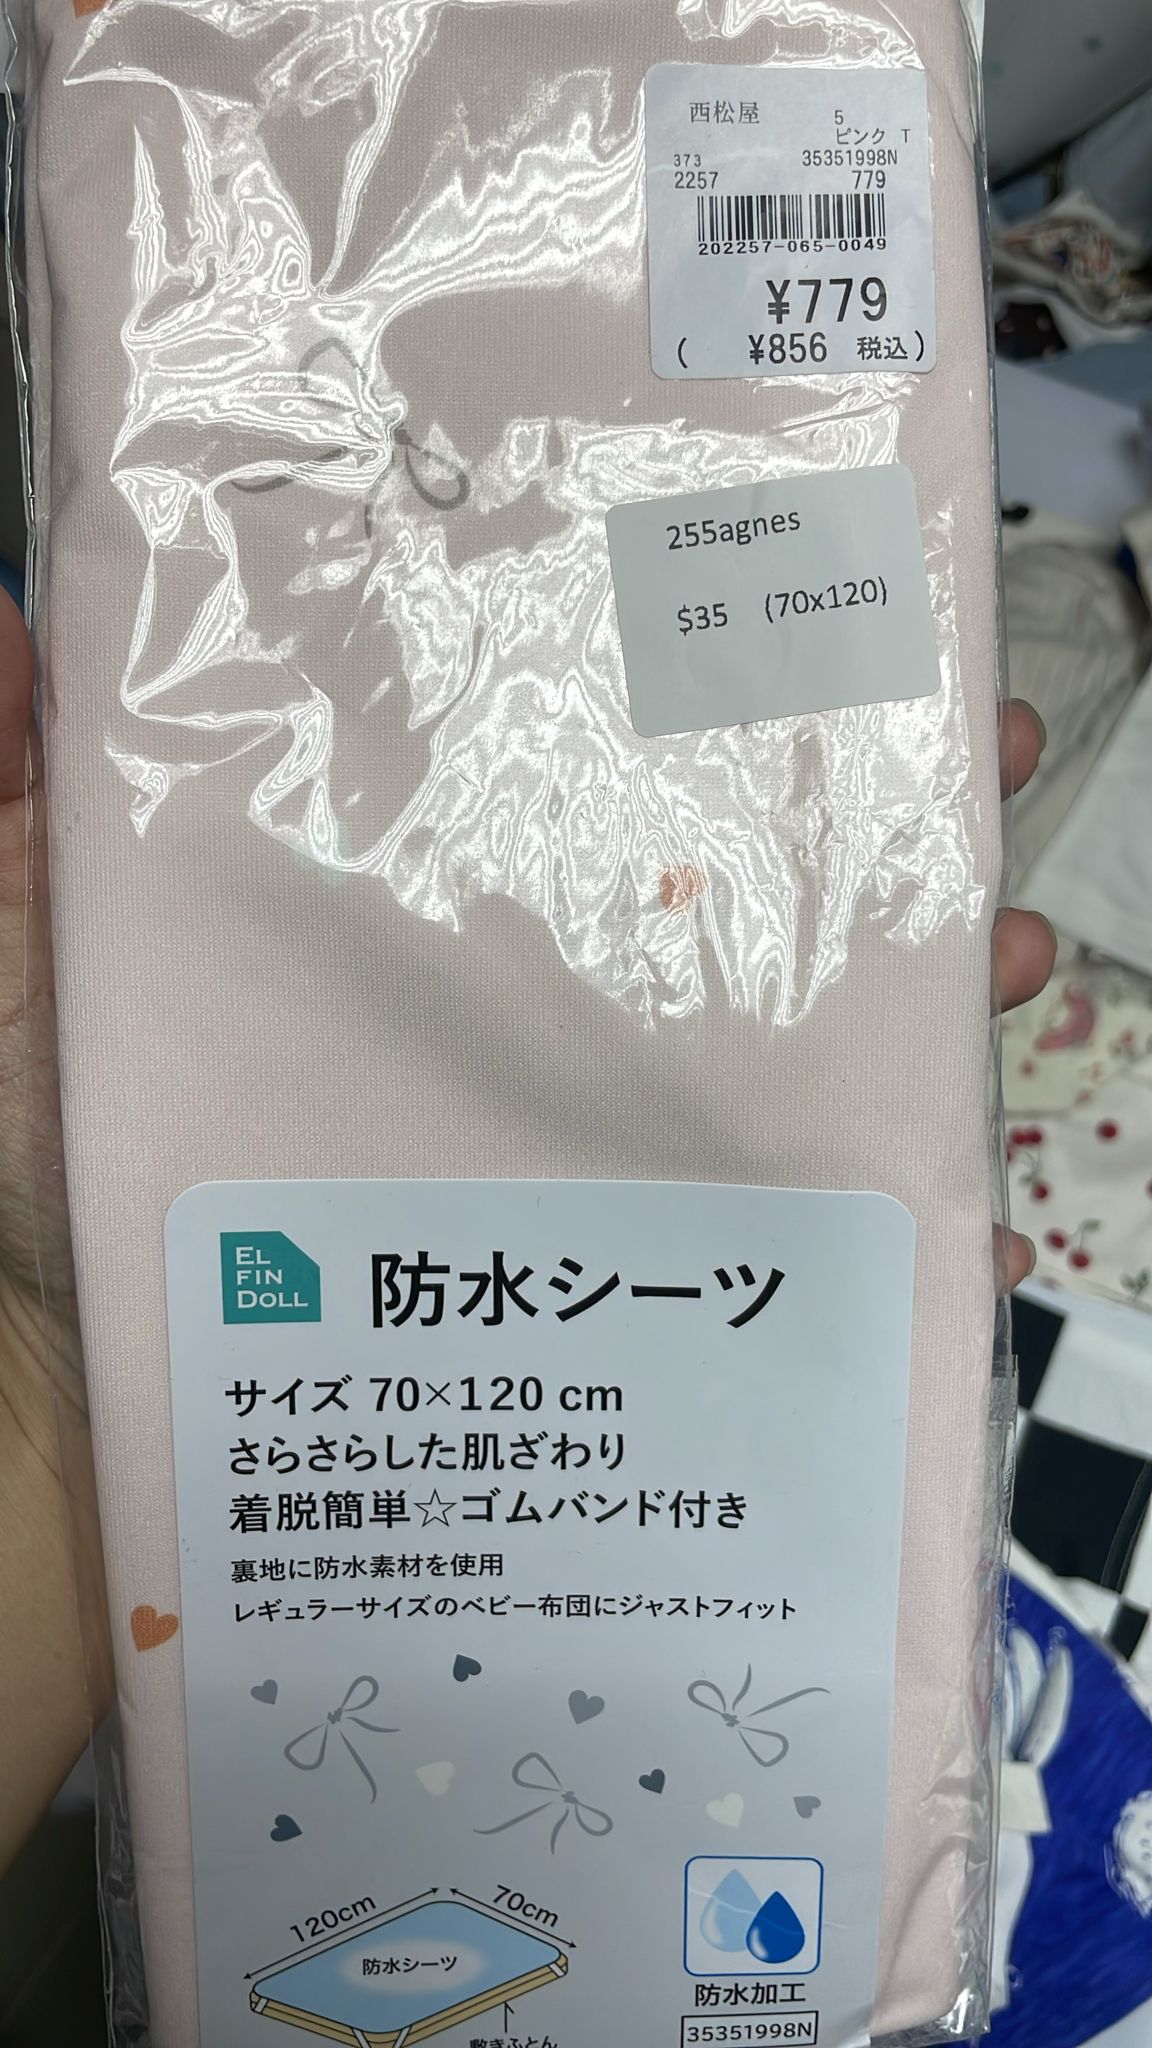 西松屋
5
ピンク T
373 35351998N
2257 779
202257-065-0049
¥779
( ¥856 税込)
255agnes
$35 (70x120)
EL
FIN
DOLL
防水シーツ
サイズ 70×120 cm
さらさらした肌ざわり
着脱簡単☆ゴムバンド付き
裏地に防水素材を使用
レギュラーサイズのベビー布団にジャストフィット
120cm
70cm
防水シーツ
防水加工
敷きふとん
35351998N